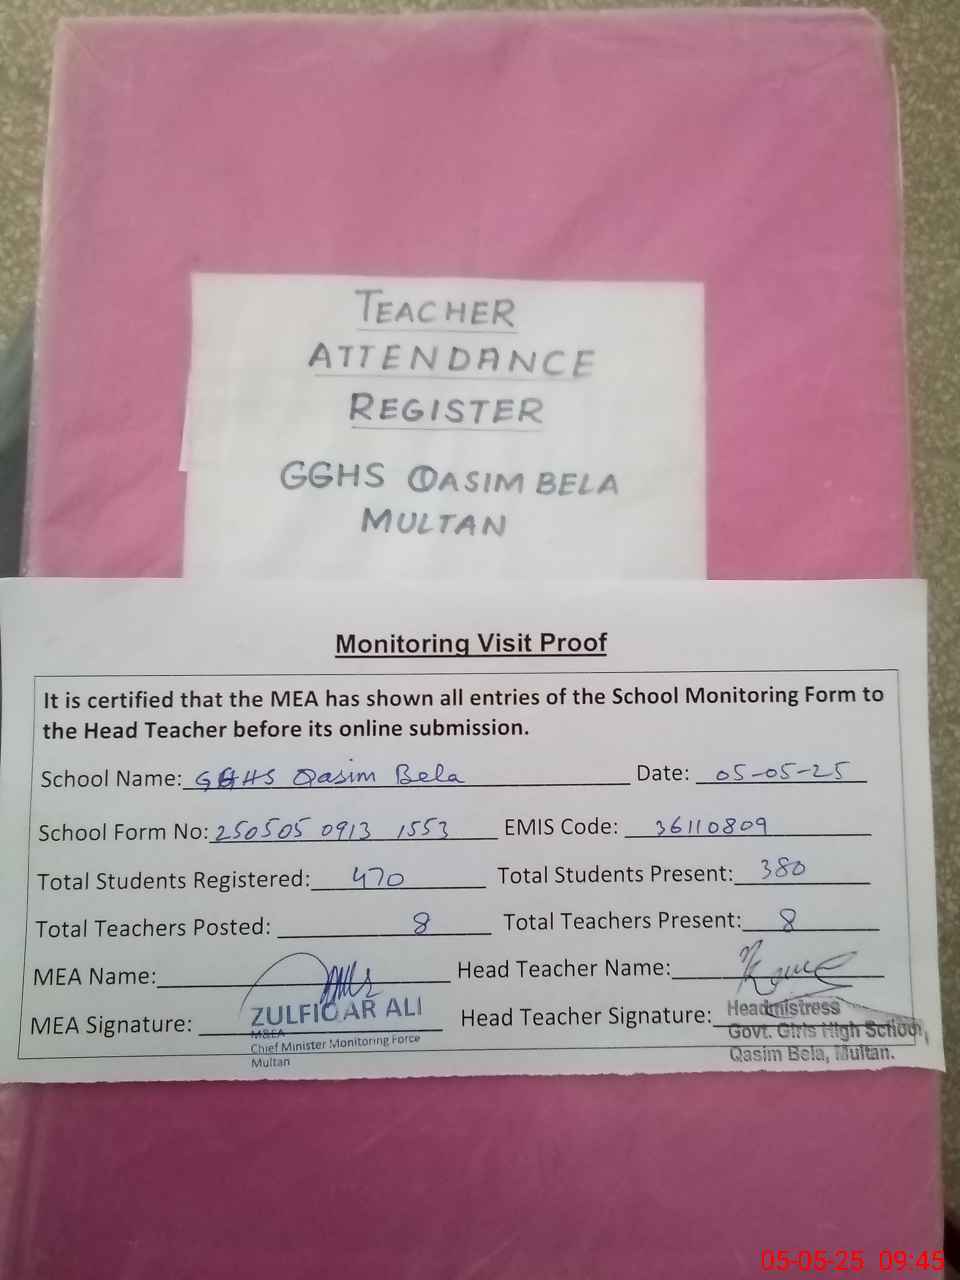 TEACHER
ATTENDANCE
REGISTER
GGHS QASIM BELA
MULTAN
Monitoring Visit Proof
It is certified that the MEA has shown all entries of the School Monitoring Form to
the Head Teacher before its online submission.
School Name: GGHS Qasim Bela Date: 05-05-25
School Form No: 250505 0913 1553 EMIS Code: 36110809
Total Students Registered: 470 Total Students Present: 380
Total Teachers Posted: 8 Total Teachers Present: 8
MEA Name: Head Teacher Name:
MEA Signature: ZULFIQAR ALI Head Teacher Signature: Headmistress
M&EA Govt. Girls High School,
Chief Minister Monitoring Force Qasim Bela, Multan.
Multan
05-05-25 09:45